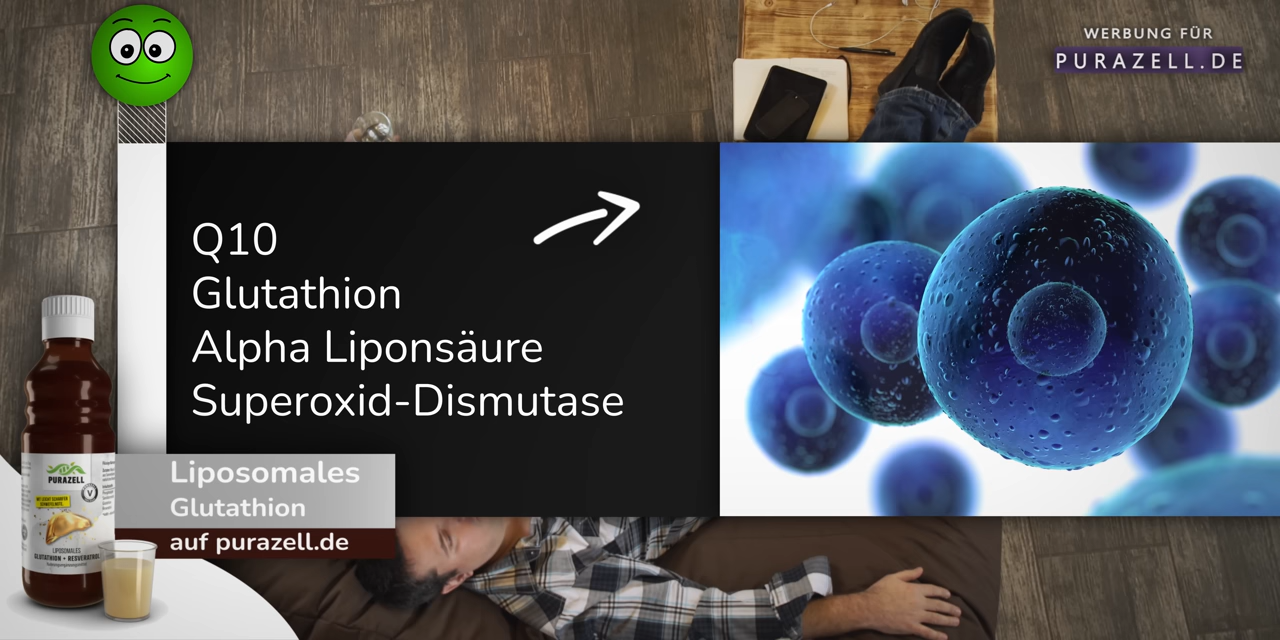 WERBUNG FÜR
PURAZELL.DE
Q10
Glutathion
Alpha Liponsäure
Superoxid-Dismutase
Liposomales
Glutathion
auf purazell.de
PURAZELL
LIPOSOMALES
GLUTATHION + RESVERATROL